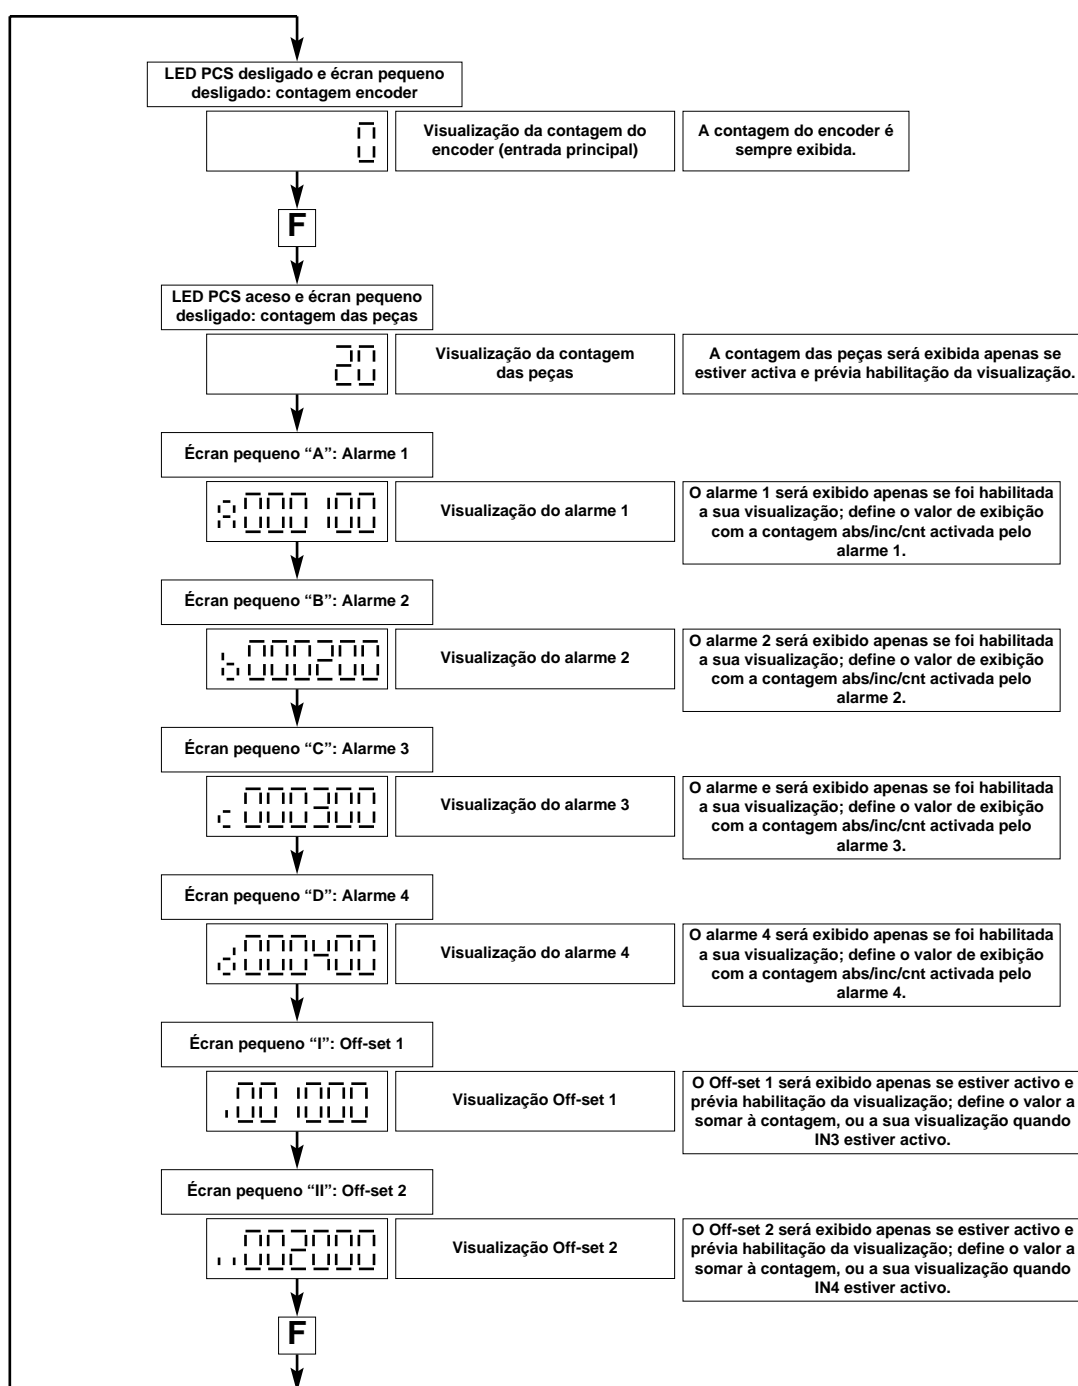 LED PCS desligado e écran pequeno
desligado: contagem encoder
0
Visualização da contagem do
encoder (entrada principal)
A contagem do encoder é
sempre exibida.
F
LED PCS aceso e écran pequeno
desligado: contagem das peças
20
Visualização da contagem
das peças
A contagem das peças será exibida apenas se
estiver activa e prévia habilitação da visualização.
Écran pequeno “A”: Alarme 1
A000100
Visualização do alarme 1
O alarme 1 será exibido apenas se foi habilitada
a sua visualização; define o valor de exibição
com a contagem abs/inc/cnt activada pelo
alarme 1.
Écran pequeno “B”: Alarme 2
b000200
Visualização do alarme 2
O alarme 2 será exibido apenas se foi habilitada
a sua visualização; define o valor de exibição
com a contagem abs/inc/cnt activada pelo
alarme 2.
Écran pequeno “C”: Alarme 3
c000300
Visualização do alarme 3
O alarme e será exibido apenas se foi habilitada
a sua visualização; define o valor de exibição
com a contagem abs/inc/cnt activada pelo
alarme 3.
Écran pequeno “D”: Alarme 4
d000400
Visualização do alarme 4
O alarme 4 será exibido apenas se foi habilitada
a sua visualização; define o valor de exibição
com a contagem abs/inc/cnt activada pelo
alarme 4.
Écran pequeno “I”: Off-set 1
ı001000
Visualização Off-set 1
O Off-set 1 será exibido apenas se estiver activo e
prévia habilitação da visualização; define o valor a
somar à contagem, ou a sua visualização quando
IN3 estiver activo.
Écran pequeno “II”: Off-set 2
ıı002000
Visualização Off-set 2
O Off-set 2 será exibido apenas se estiver activo e
prévia habilitação da visualização; define o valor a
somar à contagem, ou a sua visualização quando
IN4 estiver activo.
F